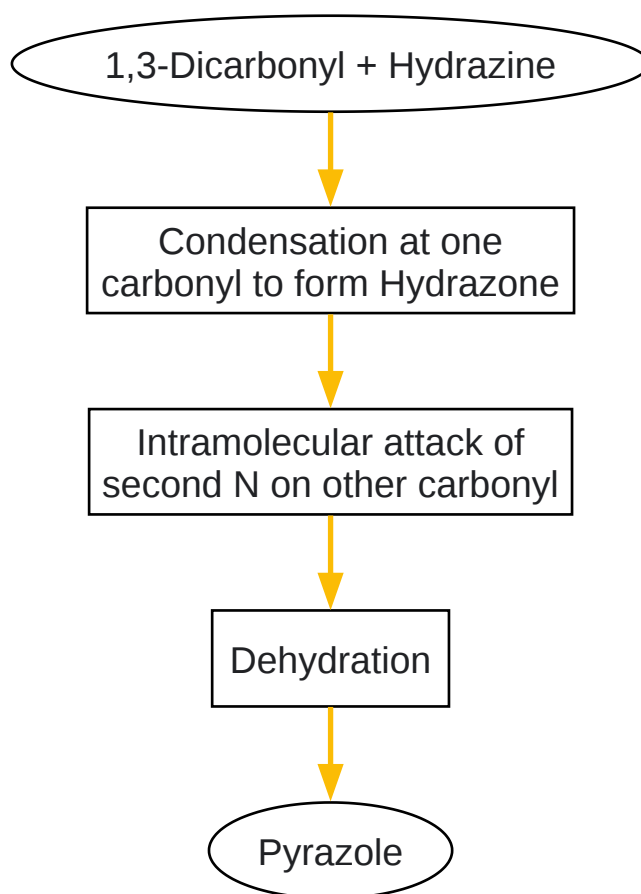 1,3-Dicarbonyl + Hydrazine
Condensation at one
carbonyl to form Hydrazone
Intramolecular attack of
second N on other carbonyl
Dehydration
Pyrazole